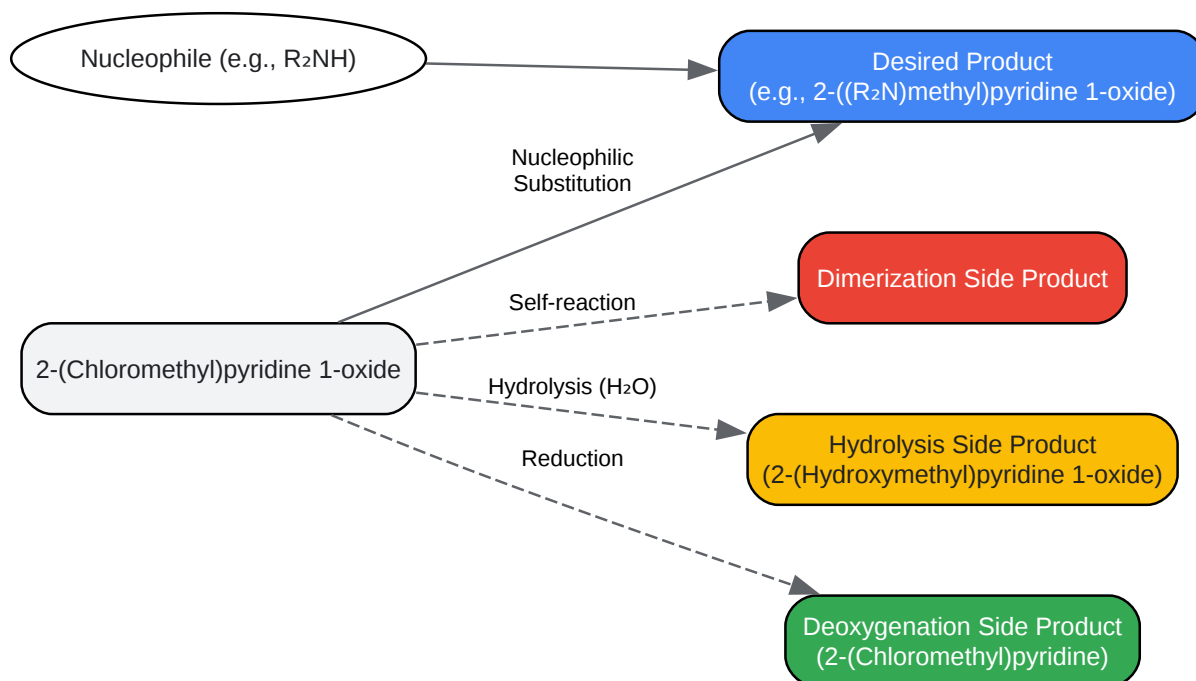 Nucleophile (e.g., R₂NH)
Desired Product
(e.g., 2-((R₂N)methyl)pyridine 1-oxide)
Nucleophilic
Substitution
Dimerization Side Product
Self-reaction
2-(Chloromethyl)pyridine 1-oxide
Hydrolysis (H₂O)
Hydrolysis Side Product
(2-(Hydroxymethyl)pyridine 1-oxide)
Reduction
Deoxygenation Side Product
(2-(Chloromethyl)pyridine)